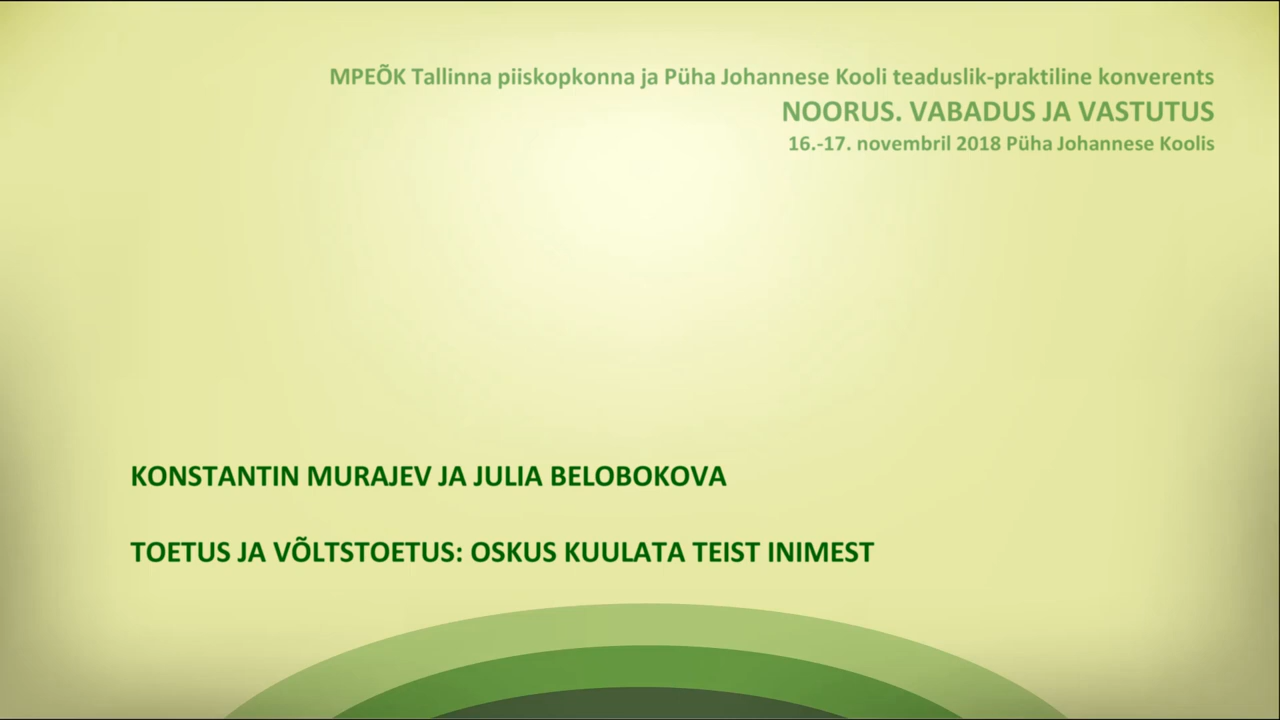 MPEÕK Tallinna piiskopkonna ja Püha Johannese Kooli teaduslik-praktiline konverents
NOORUS. VABADUS JA VASTUTUS
16.-17. novembril 2018 Püha Johannese Koolis
KONSTANTIN MURAJEV JA JULIA BELOBOKOVA
TOETUS JA VÕLTSTOETUS: OSKUS KUULATA TEIST INIMEST